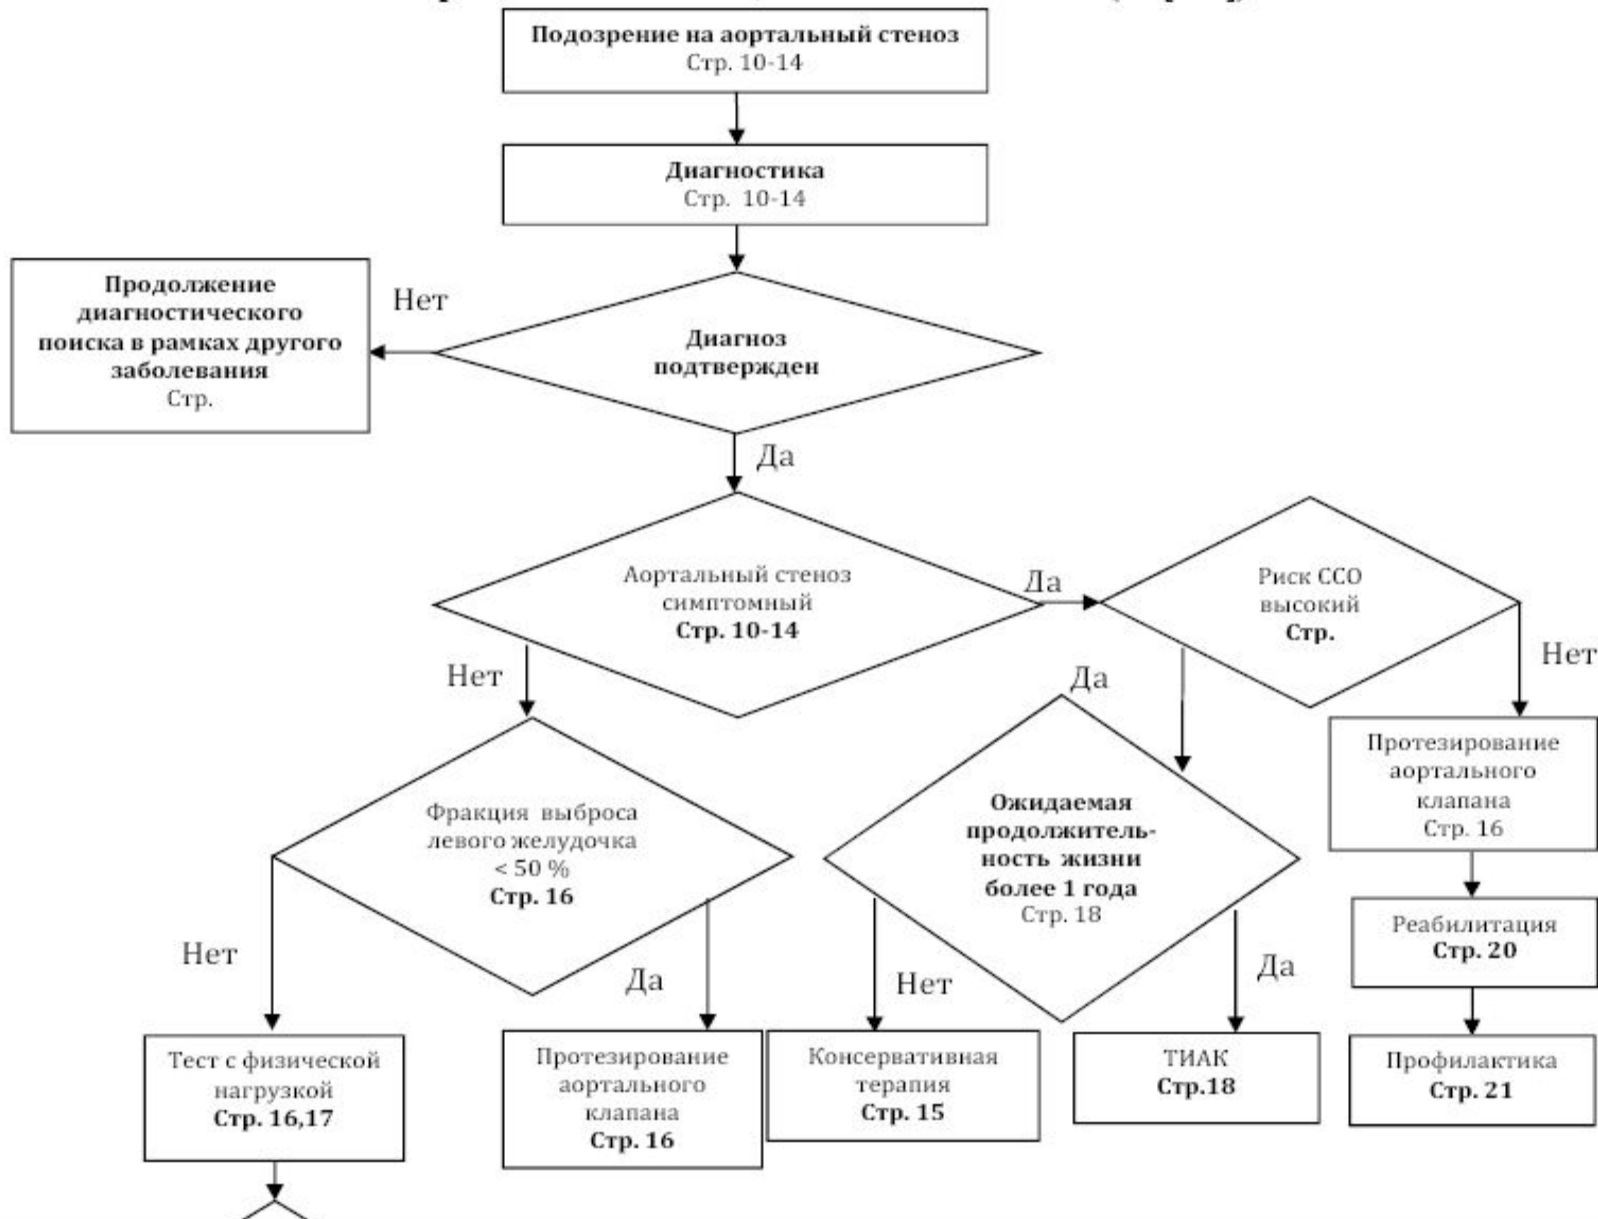 Подозрение на аортальный стеноз
Стр. 10-14
Диагностика
Стр. 10-14
Продолжение
диагностического
поиска в рамках другого
заболевания
Стр.
Нет
Диагноз
подтвержден
Да
Аортальный стеноз
симптомный
Стр. 10-14
Да
Риск ССО
высокий
Стр.
Нет
Нет
Да
Фракция выброса
левого желудочка
< 50 %
Стр. 16
Ожидаемая
продолжитель-
ность жизни
более 1 года
Стр. 18
Протезирование
аортального
клапана
Стр. 16
Реабилитация
Стр. 20
Нет
Да
Нет
Да
Тест с физической
нагрузкой
Стр. 16,17
Протезирование
аортального
клапана
Стр. 16
Консервативная
терапия
Стр. 15
ТИАК
Стр.18
Профилактика
Стр. 21